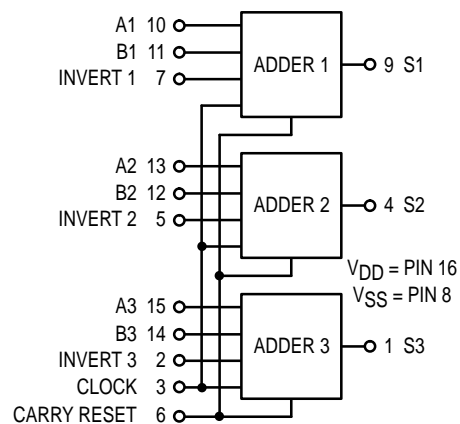 A1 10
B1 11
INVERT 1 7
ADDER 1
9 S1
A2 13
B2 12
INVERT 2 5
ADDER 2
4 S2
VDD = PIN 16
VSS = PIN 8
A3 15
B3 14
INVERT 3 2
CLOCK 3
CARRY RESET 6
ADDER 3
1 S3